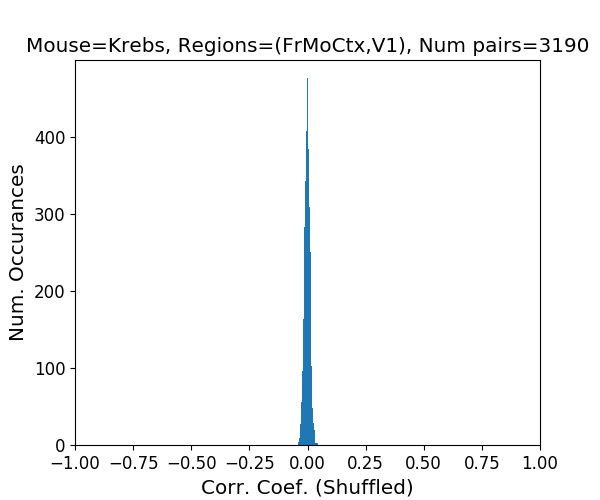 Mouse=Krebs, Regions=(FrMoCtx,V1), Num pairs=3190
Num. Occurances
400
300
200
100
0
−1.00 −0.75 −0.50 −0.25 0.00 0.25 0.50 0.75 1.00
Corr. Coef. (Shuffled)